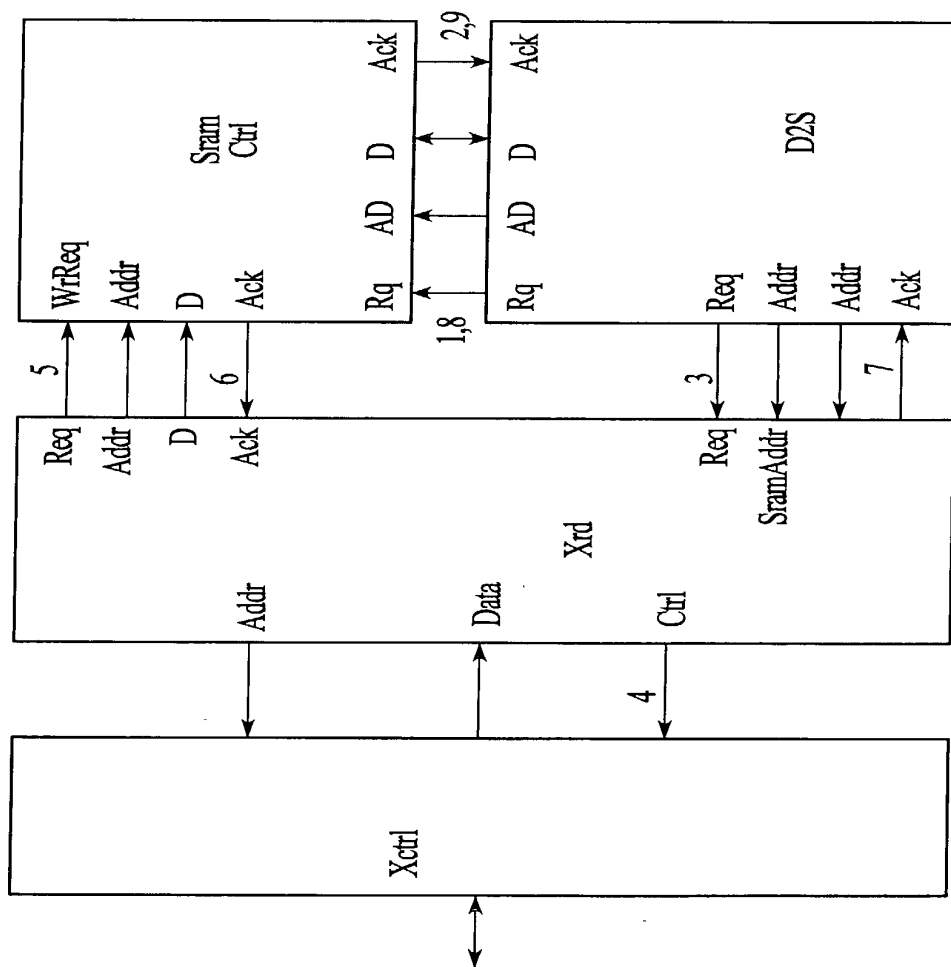 WrReq
Addr
D
Ack
Sram
Ctrl
Rq
AD
D
Ack
5
6
1,8
2,9
Req
Addr
D
Ack
Rq
AD
D
Ack
D2S
Req
Addr
Addr
Ack
3
7
Req
SramAddr
Xrd
Addr
Data
Ctrl
4
Xctrl